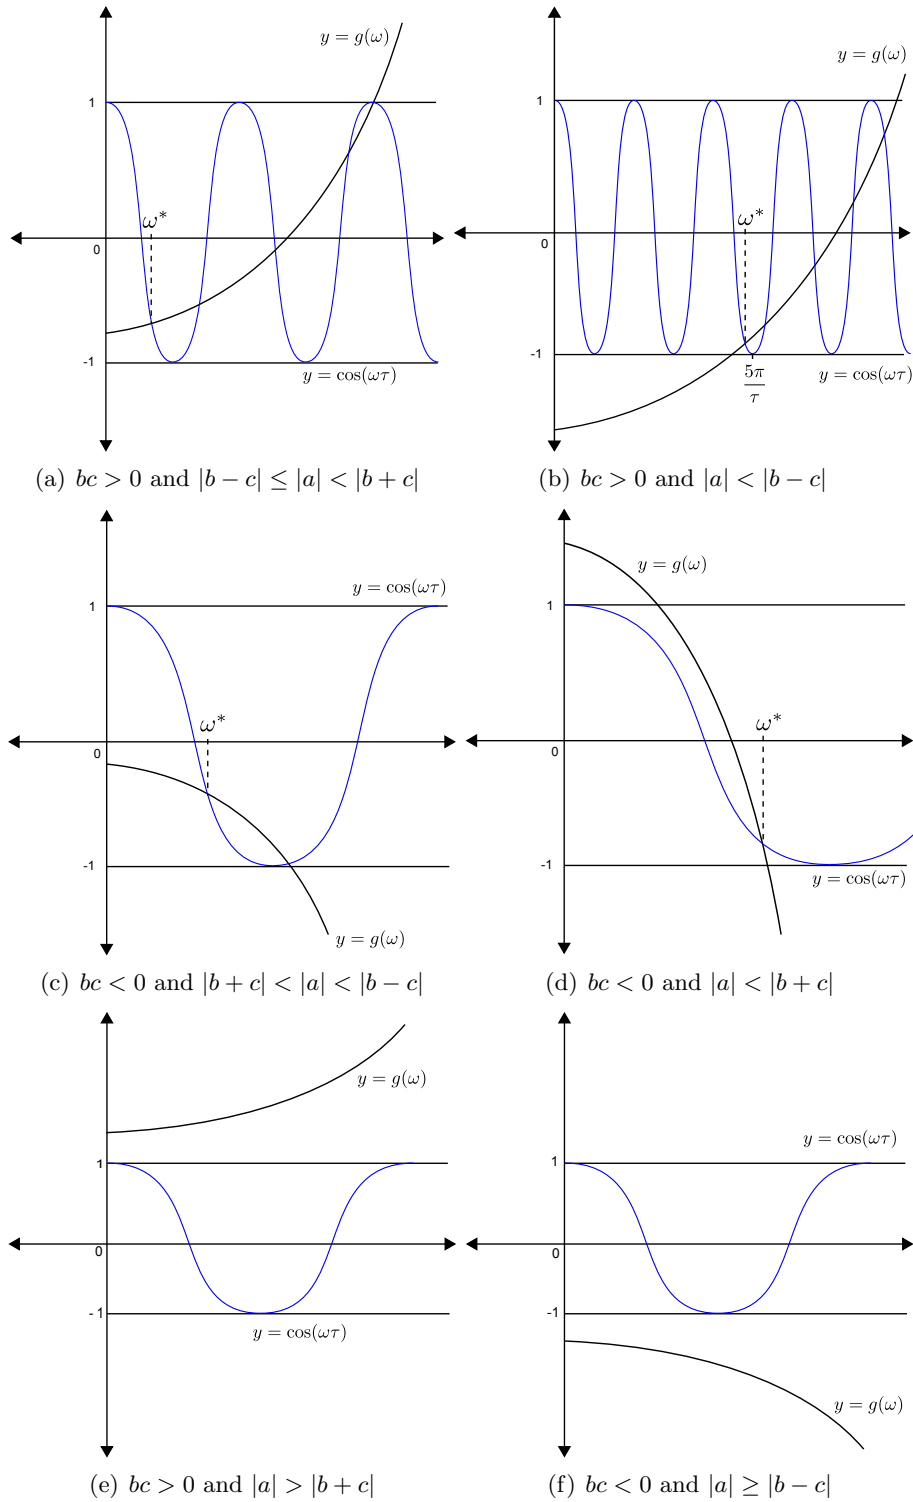 y = g(ω)
1
ω*
0
-1
y = cos(ωτ)
(a) bc > 0 and |b − c| ≤ |a| < |b + c|
y = g(ω)
1
ω*
0
-1
5π
τ
y = cos(ωτ)
(b) bc > 0 and |a| < |b − c|
y = cos(ωτ)
1
ω*
0
-1
y = g(ω)
(c) bc < 0 and |b + c| < |a| < |b − c|
y = g(ω)
1
ω*
0
-1
y = cos(ωτ)
(d) bc < 0 and |a| < |b + c|
y = g(ω)
1
0
-1
y = cos(ωτ)
(e) bc > 0 and |a| > |b + c|
y = cos(ωτ)
1
0
-1
y = g(ω)
(f) bc < 0 and |a| ≥ |b − c|